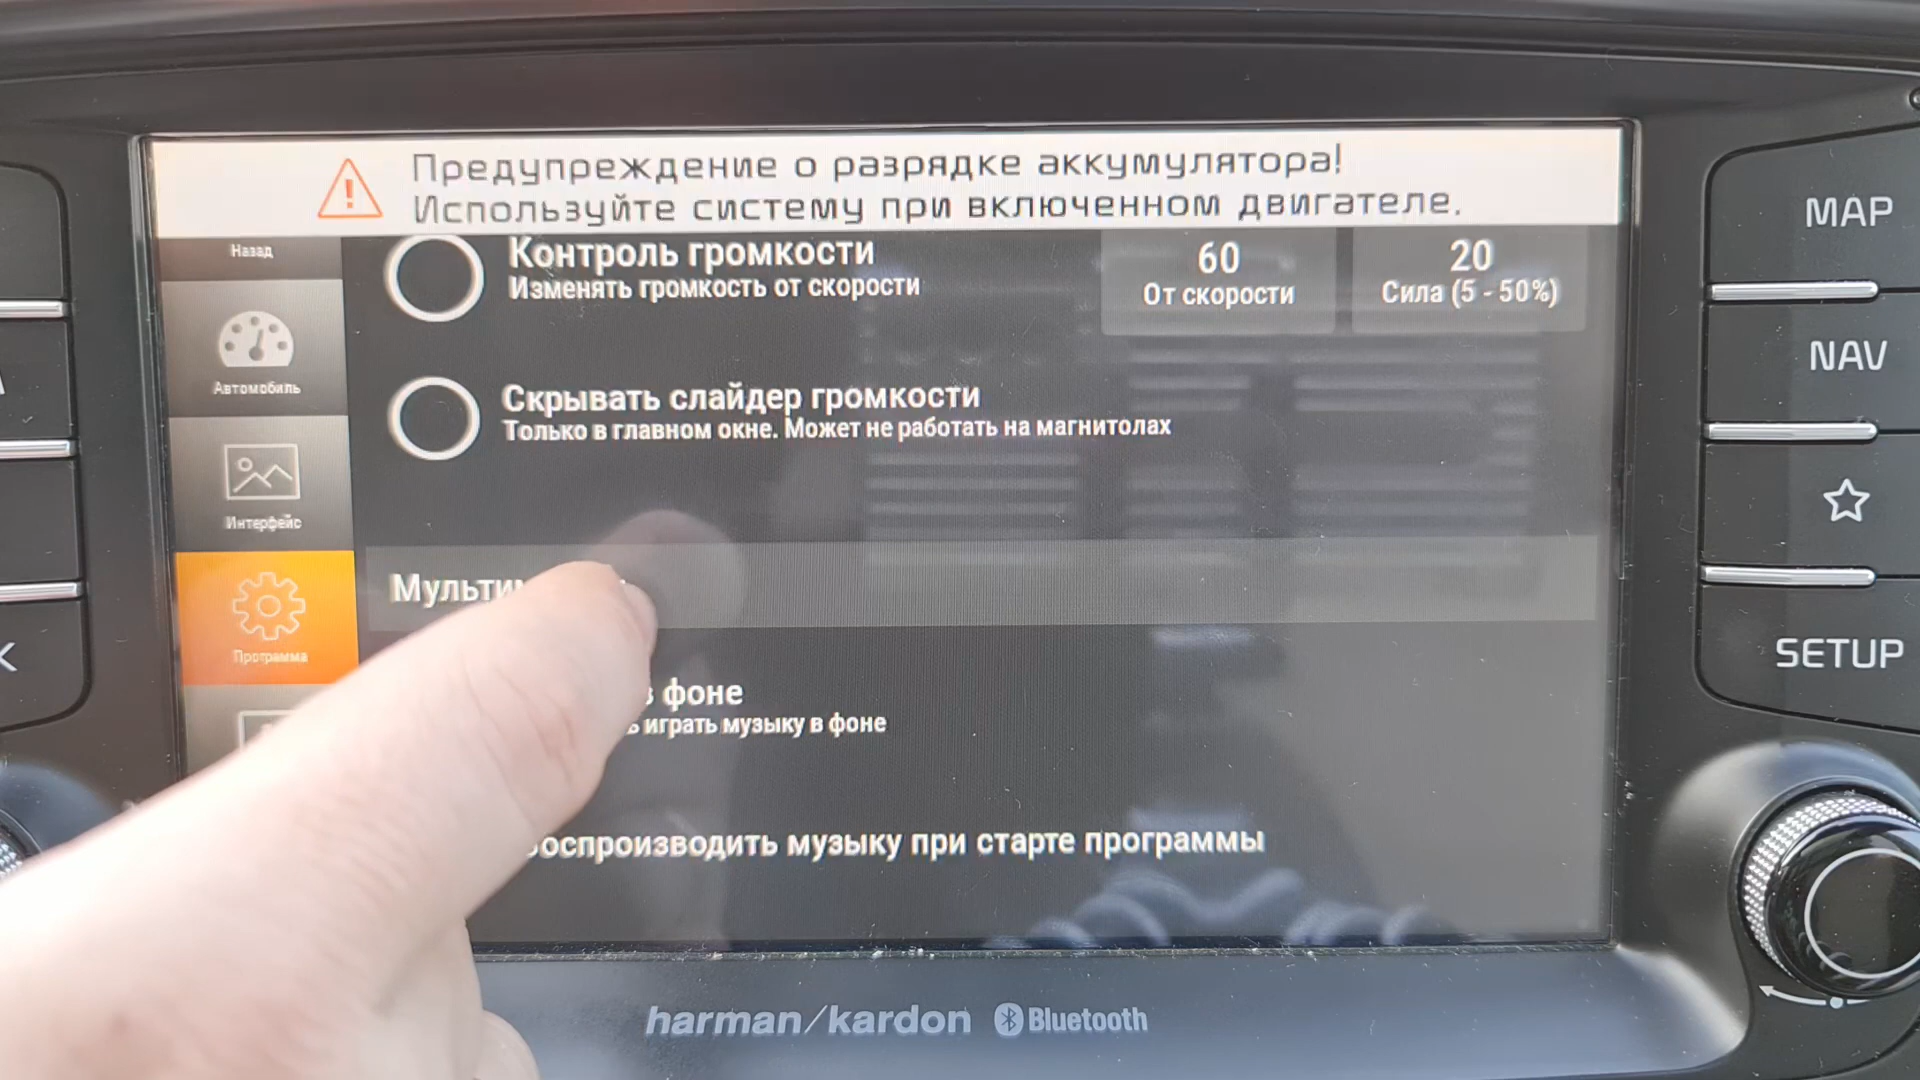 Предупреждение о разрядке аккумулятора!
Используйте систему при включенном двигателе.
Назад
Контроль громкости
Изменять громкость от скорости
60
От скорости
20
Сила (5 - 50%)
Автомобиль
Скрывать слайдер громкости
Только в главном окне. Может не работать на магнитолах
Интерфейс
Программа
фоне
играть музыку в фоне
музыку при старте программы
MAP
NAV
SETUP
harman/kardon
Bluetooth